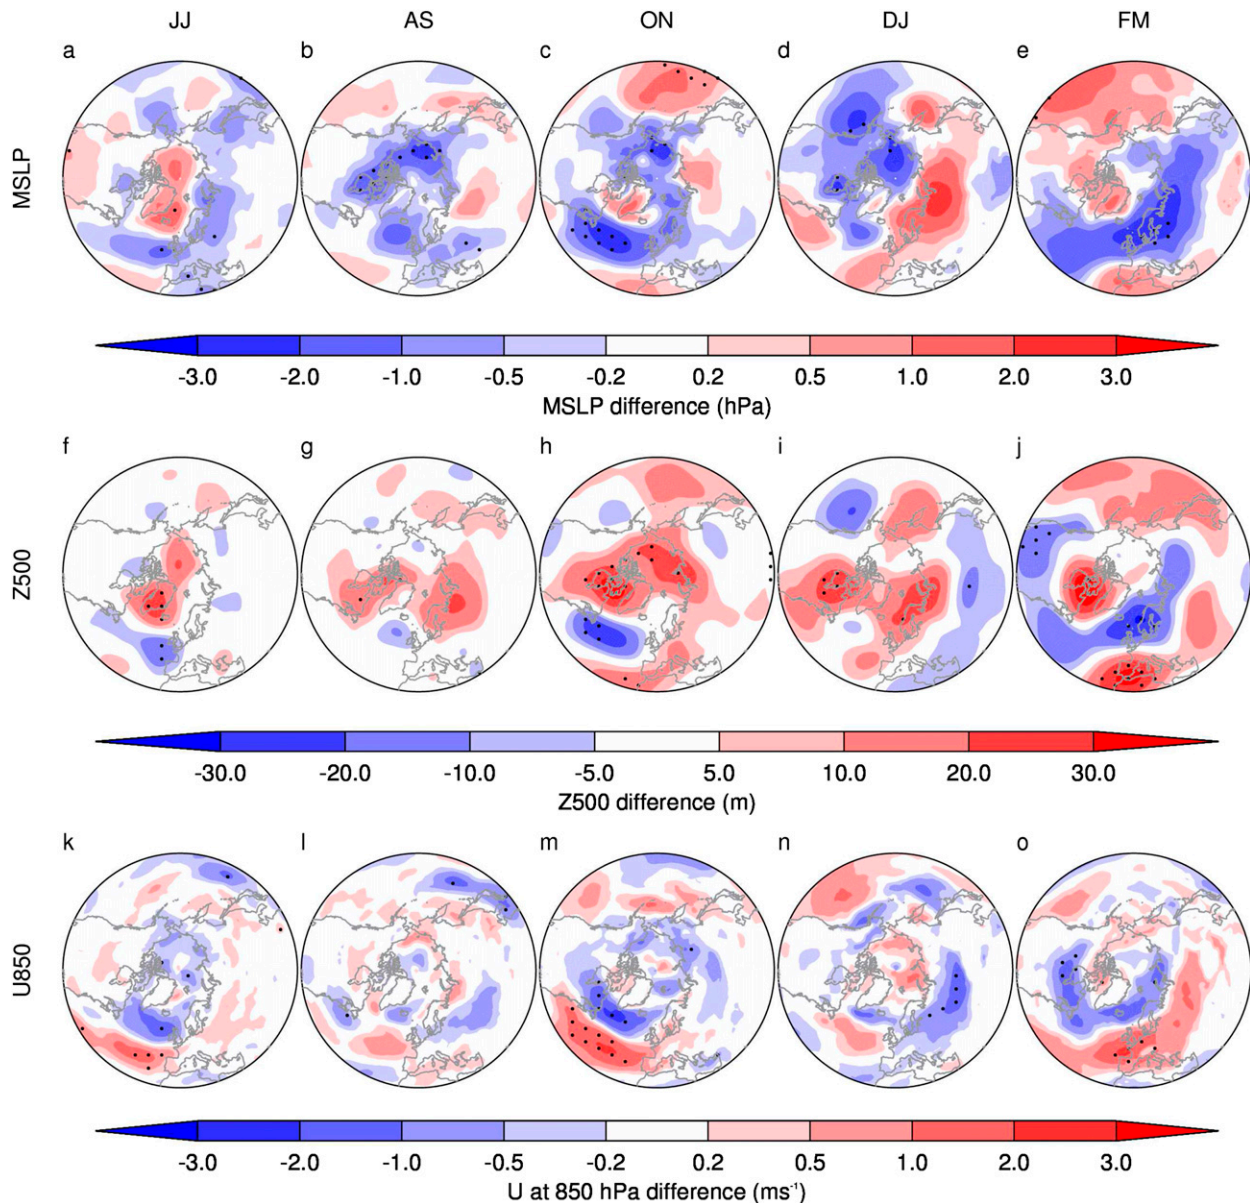 JJ AS ON DJ FM
a b c d e
MSLP
-3.0 -2.0 -1.0 -0.5 -0.2 0.2 0.5 1.0 2.0 3.0
MSLP difference (hPa)
f g h i j
Z500
-30.0 -20.0 -10.0 -5.0 5.0 10.0 20.0 30.0
Z500 difference (m)
k l m n o
U850
-3.0 -2.0 -1.0 -0.5 -0.2 0.2 0.5 1.0 2.0 3.0
U at 850 hPa difference (ms⁻¹)